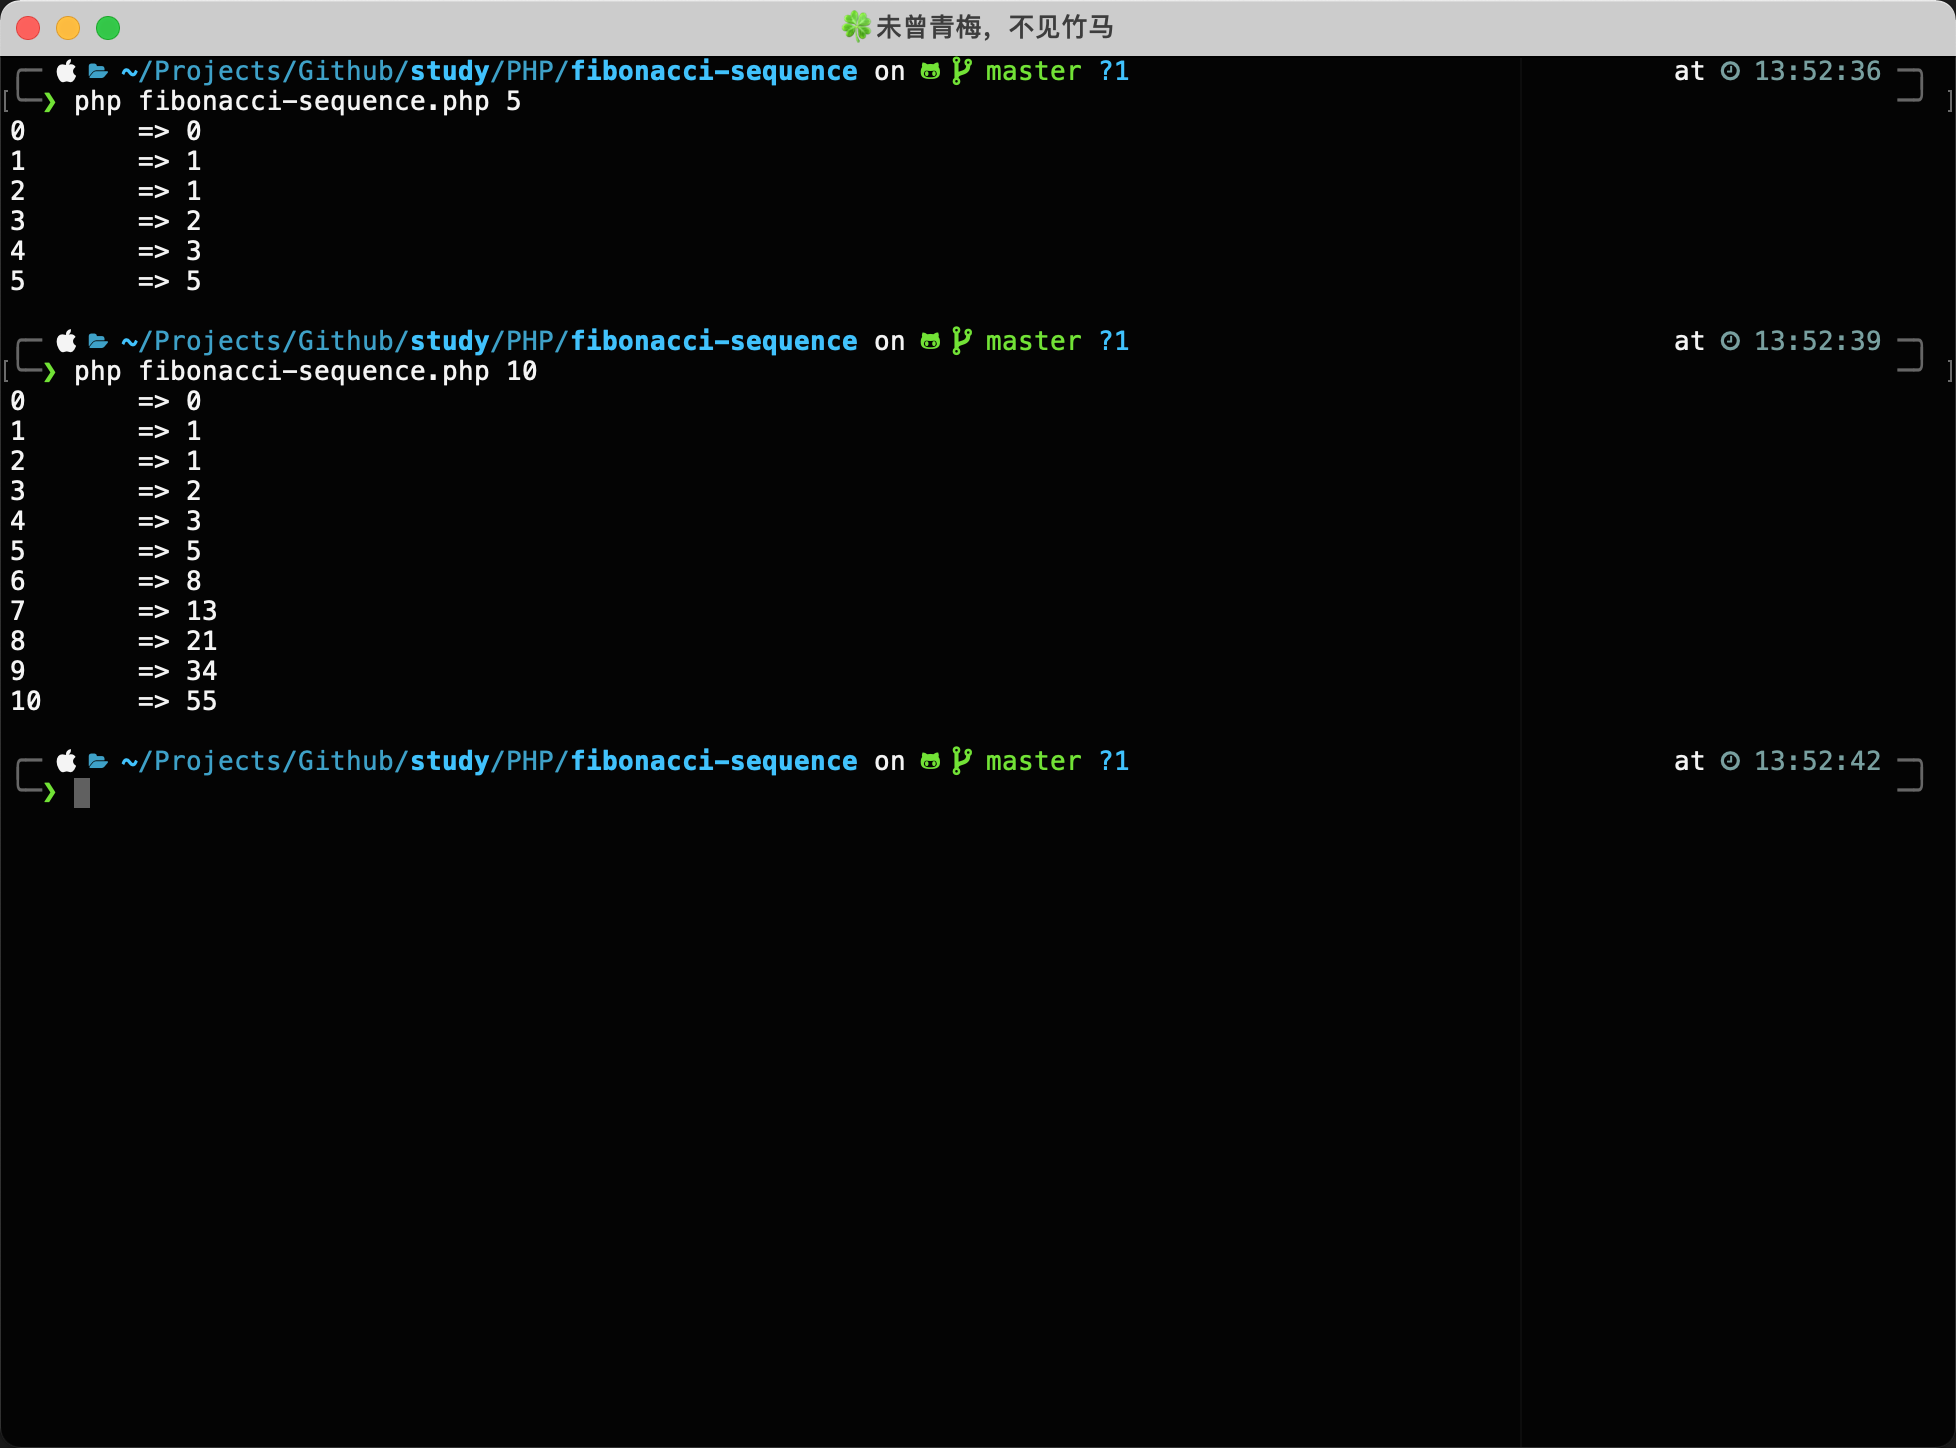 🍀未曾青梅，不见竹马
~/Projects/Github/study/PHP/fibonacci-sequence on master ?1 at 13:52:36
❯ php fibonacci-sequence.php 5
0 => 0
1 => 1
2 => 1
3 => 2
4 => 3
5 => 5
~/Projects/Github/study/PHP/fibonacci-sequence on master ?1 at 13:52:39
❯ php fibonacci-sequence.php 10
0 => 0
1 => 1
2 => 1
3 => 2
4 => 3
5 => 5
6 => 8
7 => 13
8 => 21
9 => 34
10 => 55
~/Projects/Github/study/PHP/fibonacci-sequence on master ?1 at 13:52:42
❯